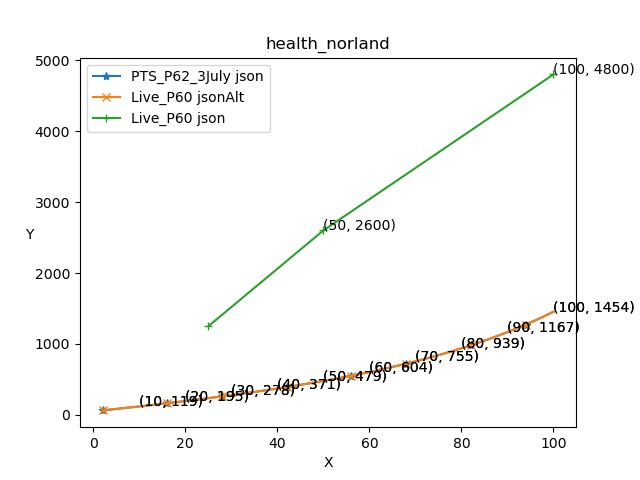 health_norland
PTS_P62_3July json
Live_P60 jsonAlt
Live_P60 json
(100, 4800)
(50, 2600)
(100, 1454)
(90, 1167)
(80, 939)
(70, 755)
(60, 604)
(50, 479)
(40, 371)
(30, 278)
(20, 195)
(10, 119)
5000
4000
3000
2000
1000
0
Y
0 20 40 60 80 100
X